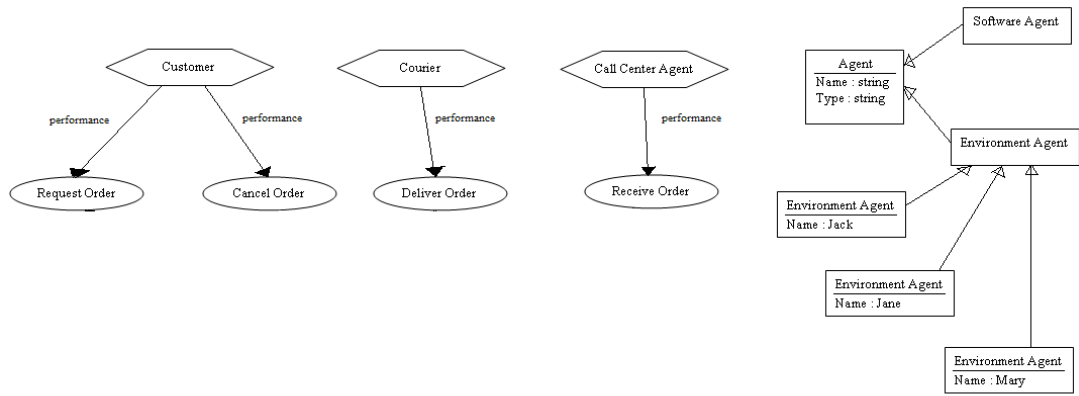 Customer
performance
performance
Request Order
Cancel Order
Courier
performance
Deliver Order
Call Center Agent
performance
Receive Order
Software Agent
Agent
Name : string
Type : string
Environment Agent
Environment Agent
Name : Jack
Environment Agent
Name : Jane
Environment Agent
Name : Mary